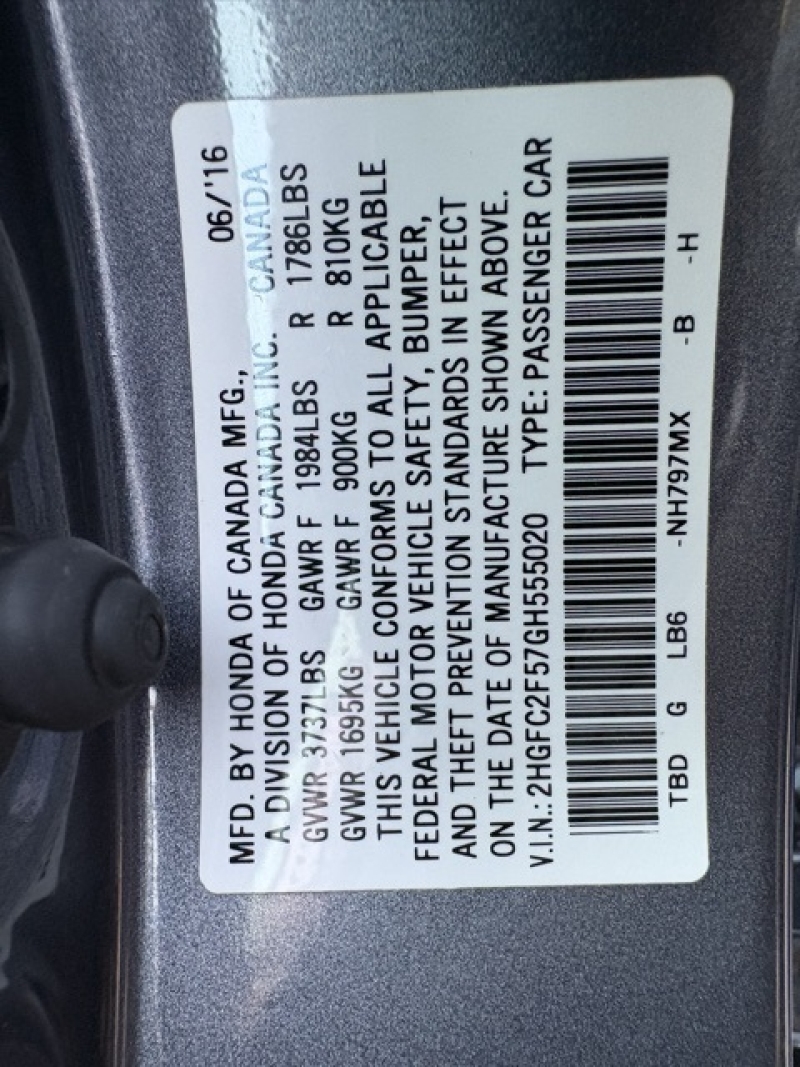 MFD. BY HONDA OF CANADA MFG., 06/'16
A DIVISION OF HONDA CANADA INC. CANADA
GVWR 3737LBS GAWR F 1984LBS R 1786LBS
GVWR 1695KG GAWR F 900KG R 810KG
THIS VEHICLE CONFORMS TO ALL APPLICABLE
FEDERAL MOTOR VEHICLE SAFETY, BUMPER,
AND THEFT PREVENTION STANDARDS IN EFFECT
ON THE DATE OF MANUFACTURE SHOWN ABOVE.
V.I.N.:2HGFC2F57GH555020 TYPE: PASSENGER CAR
TBD G LB6 -NH797MX -B -H